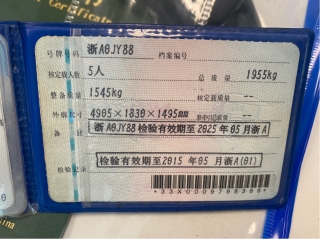 号牌号码 浙A0JY88 档案编号
核定载人数 5人 总质量 1955kg
整备质量 1545kg 核定载质量 --
外廓尺寸 4905×1830×1495mm 准牵引总质量 --
备注 浙A0JY88检验有效期至2025年05月浙A
检验记录 检验有效期至2015年05月浙A(01)